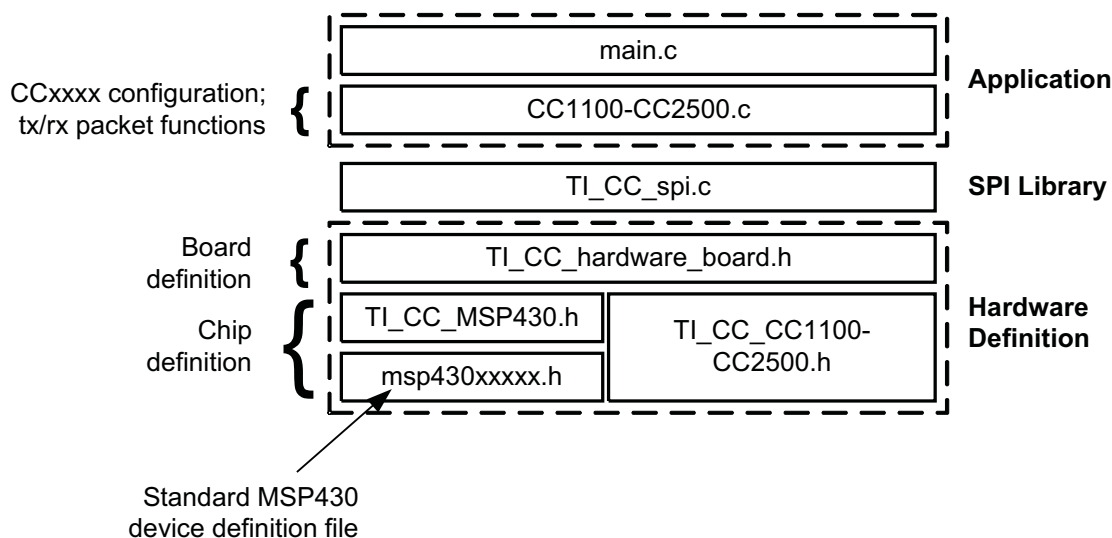 main.c
Application
CCxxxx configuration;
tx/rx packet functions
CC1100-CC2500.c
TI_CC_spi.c
SPI Library
Board
definition
TI_CC_hardware_board.h
Chip
definition
TI_CC_MSP430.h
msp430xxxxx.h
TI_CC_CC1100-
CC2500.h
Hardware
Definition
Standard MSP430
device definition file